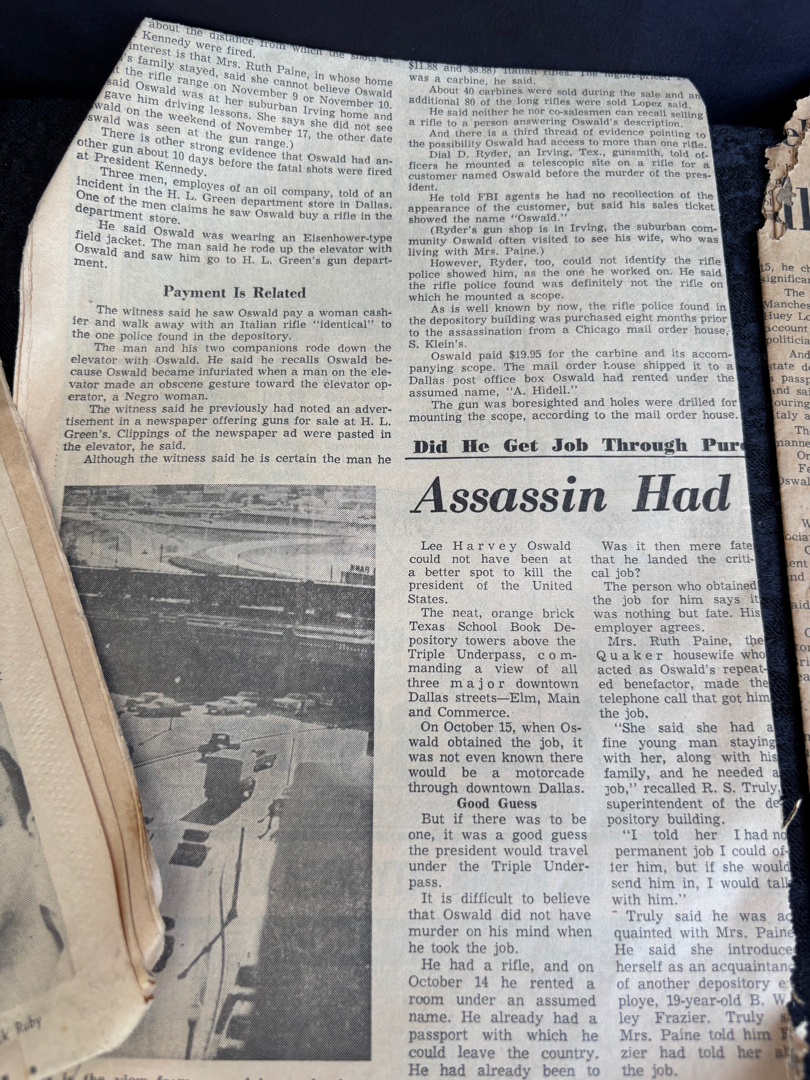 about the distance from which the shots at
Kennedy were fired.
interest is that Mrs. Ruth Paine, in whose home
's family stayed, said she cannot believe Oswald
the rifle range on November 9 or November 10.
said Oswald was at her suburban Irving home and
gave him driving lessons. She says she did not see
wald on the weekend of November 17, the other date
swald was seen at the gun range.)
There is other strong evidence that Oswald had an-
other gun about 10 days before the fatal shots were fired
at President Kennedy.
Three men, employes of an oil company, told of an
incident in the H. L. Green department store in Dallas.
One of the men claims he saw Oswald buy a rifle in the
department store.
He said Oswald was wearing an Eisenhower-type
field jacket. The man said he rode up the elevator with
Oswald and saw him go to H. L. Green's gun depart-
ment.
Payment Is Related
The witness said he saw Oswald pay a woman cash-
ier and walk away with an Italian rifle "identical" to
the one police found in the depository.
The man and his two companions rode down the
elevator with Oswald. He said he recalls Oswald be-
cause Oswald became infuriated when a man on the ele-
vator made an obscene gesture toward the elevator op-
erator, a Negro woman.
The witness said he previously had noted an adver-
tisement in a newspaper offering guns for sale at H. L.
Green's. Clippings of the newspaper ad were pasted in
the elevator, he said.
Although the witness said he is certain the man he
$11.88 and $8.88) Italian rifles. The higher-priced
was a carbine, he said.
About 40 carbines were sold during the sale and an
additional 80 of the long rifles were sold Lopez said.
He said neither he nor co-salesmen can recall selling
a rifle to a person answering Oswald's description.
And there is a third thread of evidence pointing to
the possibility Oswald had access to more than one rifle.
Dial D. Ryder, an Irving, Tex., gunsmith, told of-
ficers he mounted a telescopic site on a rifle for a
customer named Oswald before the murder of the pres-
ident.
He told FBI agents he had no recollection of the
appearance of the customer, but said his sales ticket
showed the name "Oswald."
(Ryder's gun shop is in Irving, the suburban com-
munity Oswald often visited to see his wife, who was
living with Mrs. Paine.)
However, Ryder, too, could not identify the rifle
police showed him, as the one he worked on. He said
the rifle police found was definitely not the rifle on
which he mounted a scope.
As is well known by now, the rifle police found in
the depository building was purchased eight months prior
to the assassination from a Chicago mail order house,
S. Klein's.
Oswald paid $19.95 for the carbine and its accom-
panying scope. The mail order house shipped it to a
Dallas post office box Oswald had rented under the
assumed name, "A. Hidell."
The gun was boresighted and holes were drilled for
mounting the scope, according to the mail order house.
Did He Get Job Through Pur
Assassin Had
Lee Harvey Oswald
could not have been at
a better spot to kill the
president of the United
States.
The neat, orange brick
Texas School Book De-
pository towers above the
Triple Underpass, com-
manding a view of all
three major downtown
Dallas streets—Elm, Main
and Commerce.
On October 15, when Os-
wald obtained the job, it
was not even known there
would be a motorcade
through downtown Dallas.
Good Guess
But if there was to be
one, it was a good guess
the president would travel
under the Triple Under-
pass.
It is difficult to believe
that Oswald did not have
murder on his mind when
he took the job.
He had a rifle, and on
October 14 he rented a
room under an assumed
name. He already had a
passport with which he
could leave the country.
He had already been to
Was it then mere fate
that he landed the criti-
cal job?
The person who obtained
the job for him says it
was nothing but fate. His
employer agrees.
Mrs. Ruth Paine, the
Quaker housewife who
acted as Oswald's repeat-
ed benefactor, made the
telephone call that got him
the job.
"She said she had a
fine young man staying
with her, along with his
family, and he needed a
job," recalled R. S. Truly,
superintendent of the de-
pository building.
"I told her I had no
permanent job I could of-
fer him, but if she would
send him in, I would talk
with him."
Truly said he was ac
quainted with Mrs. Paine
He said she introduce
herself as an acquaintanc
of another depository e
ploye, 19-year-old B. W
ley Frazier. Truly
Mrs. Paine told him
zier had told her
the job.
k Ruby
in the view from
15, he
significa
The
Manches
Huey Lo
account
politicia
And